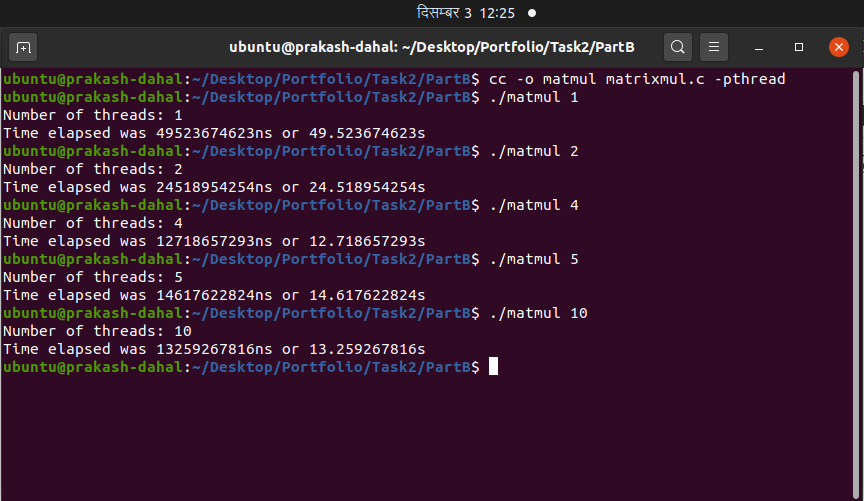 दिसम्बर 3 12:25
ubuntu@prakash-dahal: ~/Desktop/Portfolio/Task2/PartB
ubuntu@prakash-dahal:~/Desktop/Portfolio/Task2/PartB$ cc -o matmul matrixmul.c -pthread
ubuntu@prakash-dahal:~/Desktop/Portfolio/Task2/PartB$ ./matmul 1
Number of threads: 1
Time elapsed was 49523674623ns or 49.523674623s
ubuntu@prakash-dahal:~/Desktop/Portfolio/Task2/PartB$ ./matmul 2
Number of threads: 2
Time elapsed was 24518954254ns or 24.518954254s
ubuntu@prakash-dahal:~/Desktop/Portfolio/Task2/PartB$ ./matmul 4
Number of threads: 4
Time elapsed was 12718657293ns or 12.718657293s
ubuntu@prakash-dahal:~/Desktop/Portfolio/Task2/PartB$ ./matmul 5
Number of threads: 5
Time elapsed was 14617622824ns or 14.617622824s
ubuntu@prakash-dahal:~/Desktop/Portfolio/Task2/PartB$ ./matmul 10
Number of threads: 10
Time elapsed was 13259267816ns or 13.259267816s
ubuntu@prakash-dahal:~/Desktop/Portfolio/Task2/PartB$